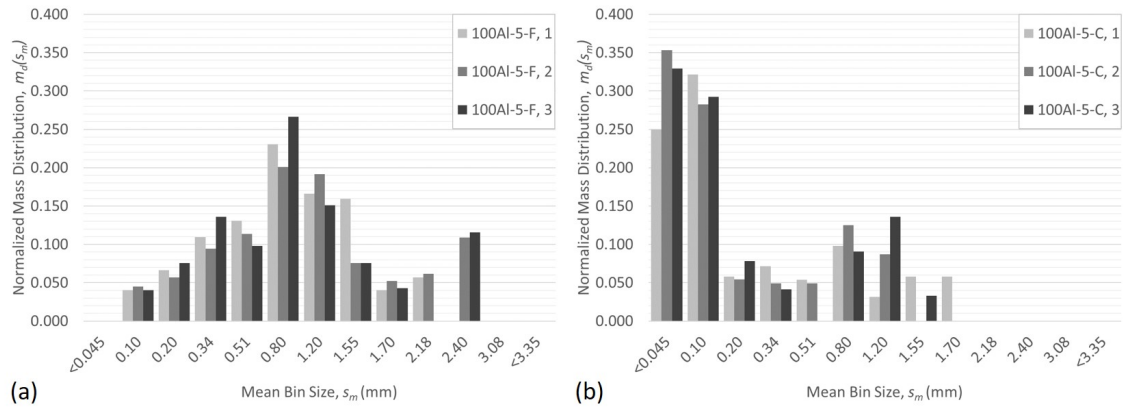 0.400
0.350
0.300
0.250
0.200
0.150
0.100
0.050
0.000
Normalized Mass Distribution, m_d(s_m)
100Al-5-F, 1
100Al-5-F, 2
100Al-5-F, 3
<0.045 0.10 0.20 0.34 0.51 0.80 1.20 1.55 1.70 2.18 2.40 3.08 <3.35
Mean Bin Size, s_m (mm)
(a)
0.400
0.350
0.300
0.250
0.200
0.150
0.100
0.050
0.000
Normalized Mass Distribution, m_d(s_m)
100Al-5-C, 1
100Al-5-C, 2
100Al-5-C, 3
<0.045 0.10 0.20 0.34 0.51 0.80 1.20 1.55 1.70 2.18 2.40 3.08 <3.35
Mean Bin Size, s_m (mm)
(b)